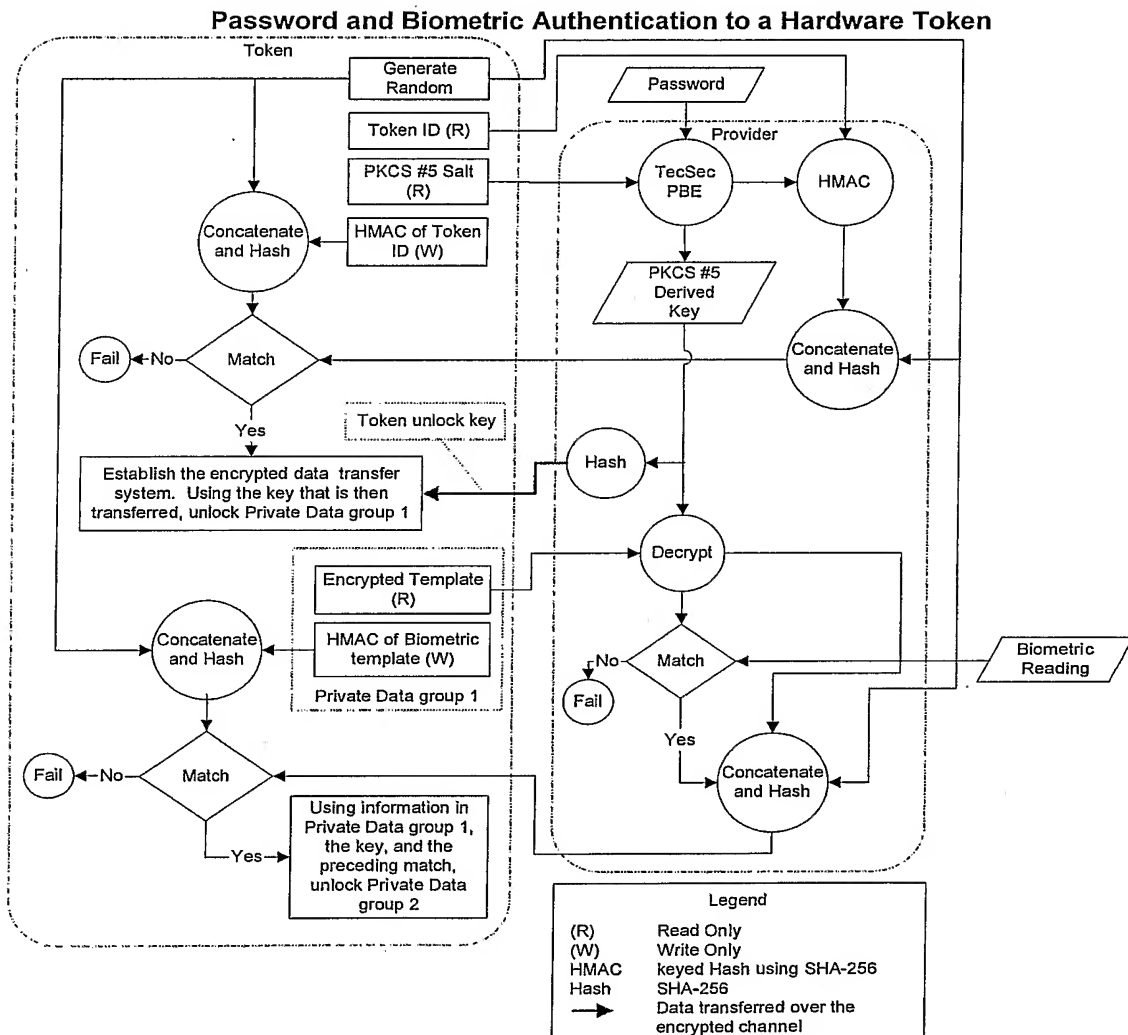 Password and Biometric Authentication to a Hardware Token
Token
Generate
Random
Password
Token ID (R)
Provider
PKCS #5 Salt
(R)
TecSec
PBE
HMAC
Concatenate
and Hash
HMAC of Token
ID (W)
PKCS #5
Derived
Key
Fail
No
Match
Concatenate
and Hash
Yes
Token unlock key
Hash
Establish the encrypted data transfer
system. Using the key that is then
transferred, unlock Private Data group 1
Decrypt
Encrypted Template
(R)
Concatenate
and Hash
HMAC of Biometric
template (W)
Private Data group 1
No
Match
Biometric
Reading
Fail
Yes
Fail
No
Match
Concatenate
and Hash
Yes
Using information in
Private Data group 1,
the key, and the
preceding match,
unlock Private Data
group 2
Legend
(R) Read Only
(W) Write Only
HMAC keyed Hash using SHA-256
Hash SHA-256
Data transferred over the
encrypted channel